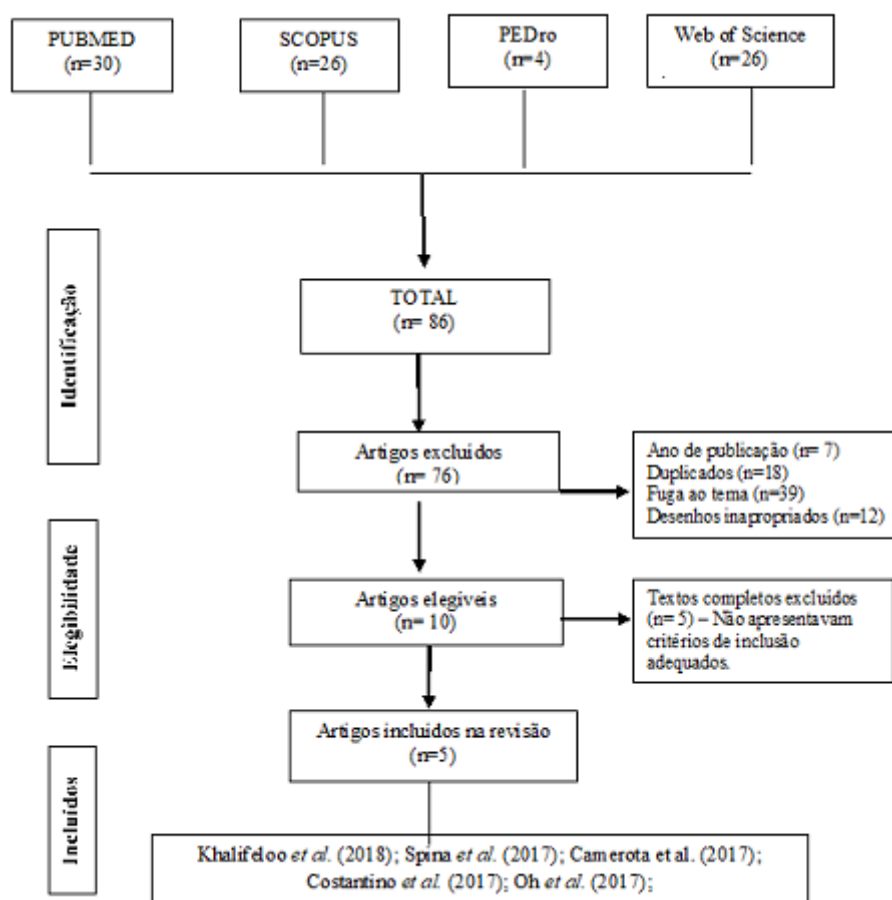 PUBMED
(n=30)
SCOPUS
(n=26)
PEDro
(n=4)
Web of Science
(n=26)
Identificação
TOTAL
(n= 86)
Artigos excluídos
(n= 76)
Ano de publicação (n= 7)
Duplicados (n=18)
Fuga ao tema (n=39)
Desenhos inapropriados (n=12)
Elegibilidade
Artigos elegíveis
(n= 10)
Textos completos excluídos
(n= 5) – Não apresentavam
critérios de inclusão
adequados.
Artigos incluídos na revisão
(n=5)
Incluídos
Khalifeloo et al. (2018); Spina et al. (2017); Camerota et al. (2017);
Costantino et al. (2017); Oh et al. (2017);